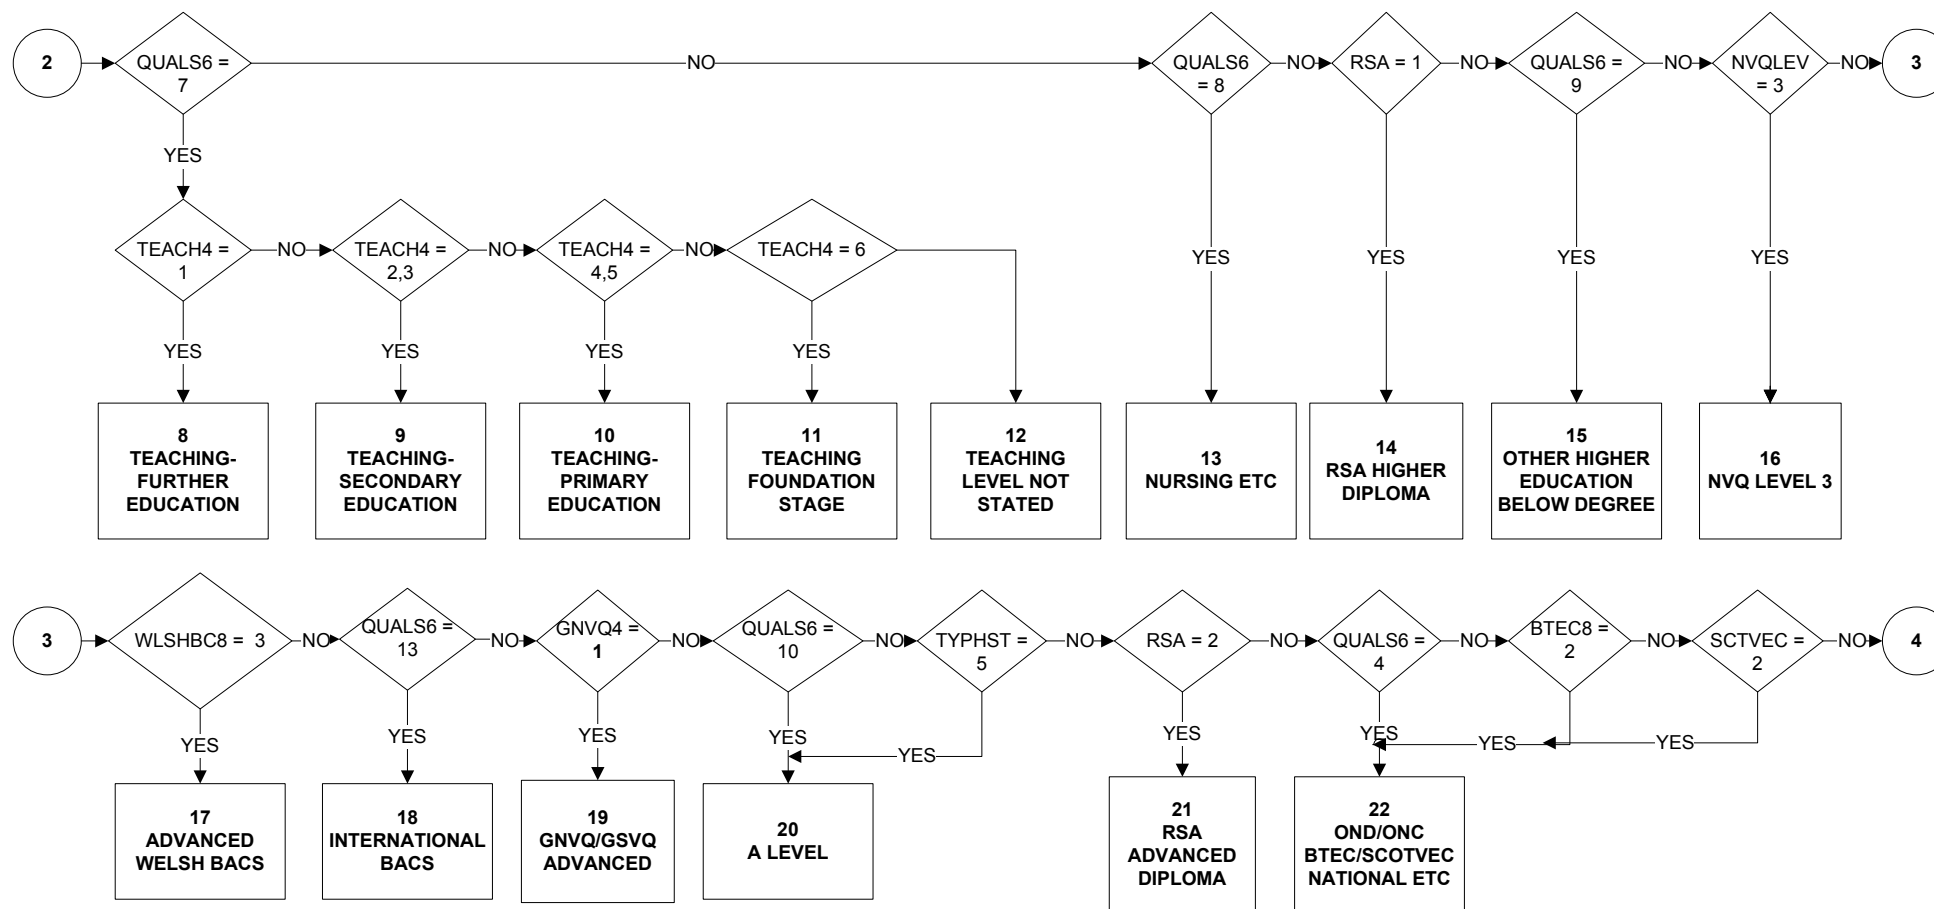 2
QUALS6 =
7
NO
QUALS6
= 8
NO
RSA = 1
NO
QUALS6 =
9
NO
NVQLEV
= 3
NO
3
YES
TEACH4 =
1
NO
TEACH4 =
2,3
NO
TEACH4 =
4,5
NO
TEACH4 = 6
YES
YES
YES
YES
YES
YES
YES
YES
8
TEACHING-
FURTHER
EDUCATION
9
TEACHING-
SECONDARY
EDUCATION
10
TEACHING-
PRIMARY
EDUCATION
11
TEACHING
FOUNDATION
STAGE
12
TEACHING
LEVEL NOT
STATED
13
NURSING ETC
14
RSA HIGHER
DIPLOMA
15
OTHER HIGHER
EDUCATION
BELOW DEGREE
16
NVQ LEVEL 3
3
WLSHBC8 = 3
NO
QUALS6 =
13
NO
GNVQ4 =
1
NO
QUALS6 =
10
NO
TYPHST =
5
NO
RSA = 2
NO
QUALS6 =
4
NO
BTEC8 =
2
NO
SCTVEC =
2
NO
4
YES
YES
YES
YES
YES
YES
YES
YES
YES
17
ADVANCED
WELSH BACS
18
INTERNATIONAL
BACS
19
GNVQ/GSVQ
ADVANCED
20
A LEVEL
21
RSA
ADVANCED
DIPLOMA
22
OND/ONC
BTEC/SCOTVEC
NATIONAL ETC